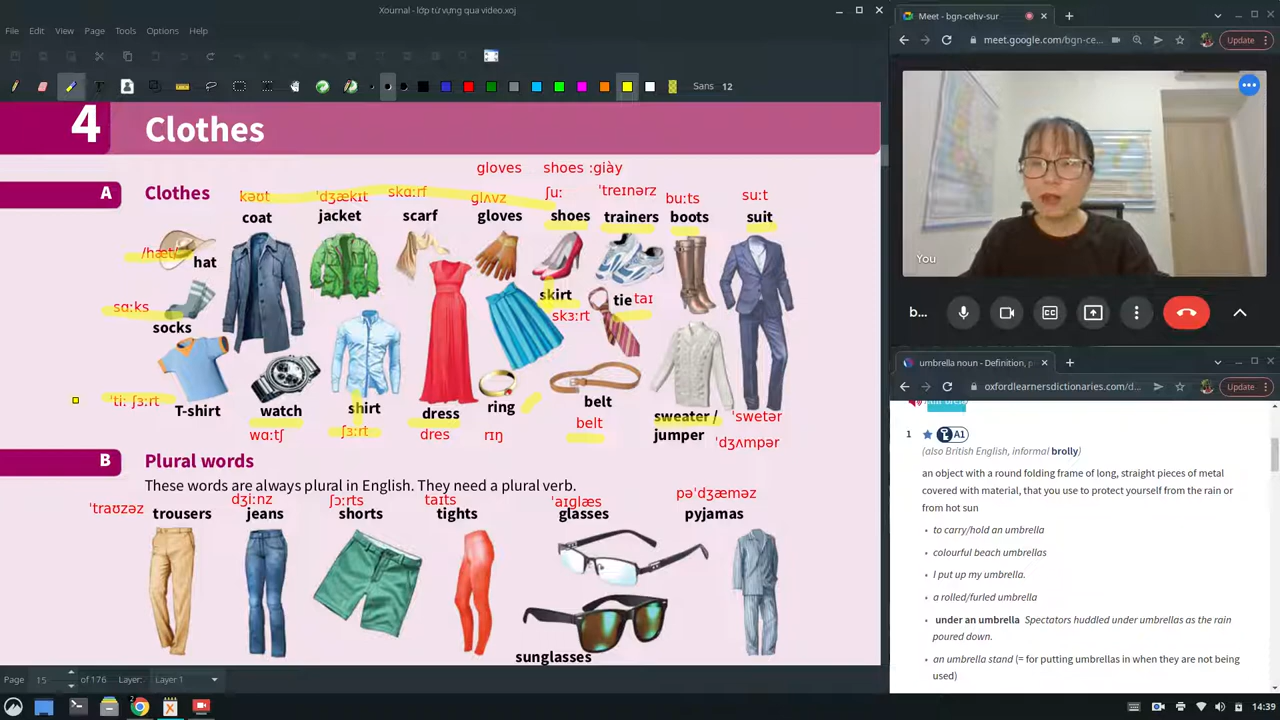 Xournal - lớp từ vựng qua video.xoj
File Edit View Page Tools Options Help
Sans 12
4 Clothes
gloves shoes :giày
A Clothes
kəʊt ˈdʒækɪt skɑːrf ɡlʌvz ʃuː ˈtreɪnərz buːts suːt
coat jacket scarf gloves shoes trainers boots suit
/hæt/
hat
skirt tie taɪ
sɑːks skɜːrt
socks
ˈtiː ʃɜːrt T-shirt watch shirt dress ring belt sweater / ˈswetər
wɑːtʃ ʃɜːrt dres rɪŋ belt jumper ˈdʒʌmpər
B Plural words
These words are always plural in English. They need a plural verb.
ˈtraʊzəz dʒiːnz ʃɔːrts taɪts ˈaɪɡlæs pəˈdʒæməz
trousers jeans shorts tights glasses pyjamas
sunglasses
Page 15 of 176 Layer: Layer 1
Meet - bgn-cehv-sur
meet.google.com/bgn-ce... Update
You
b...
umbrella noun - Definition, p
oxfordlearnersdictionaries.com/d... Update
1 A1
(also British English, informal brolly)
an object with a round folding frame of long, straight pieces of metal
covered with material, that you use to protect yourself from the rain or
from hot sun
• to carry/hold an umbrella
• colourful beach umbrellas
• I put up my umbrella.
• a rolled/furled umbrella
• under an umbrella Spectators huddled under umbrellas as the rain
poured down.
• an umbrella stand (= for putting umbrellas in when they are not being
used)
2
14:39